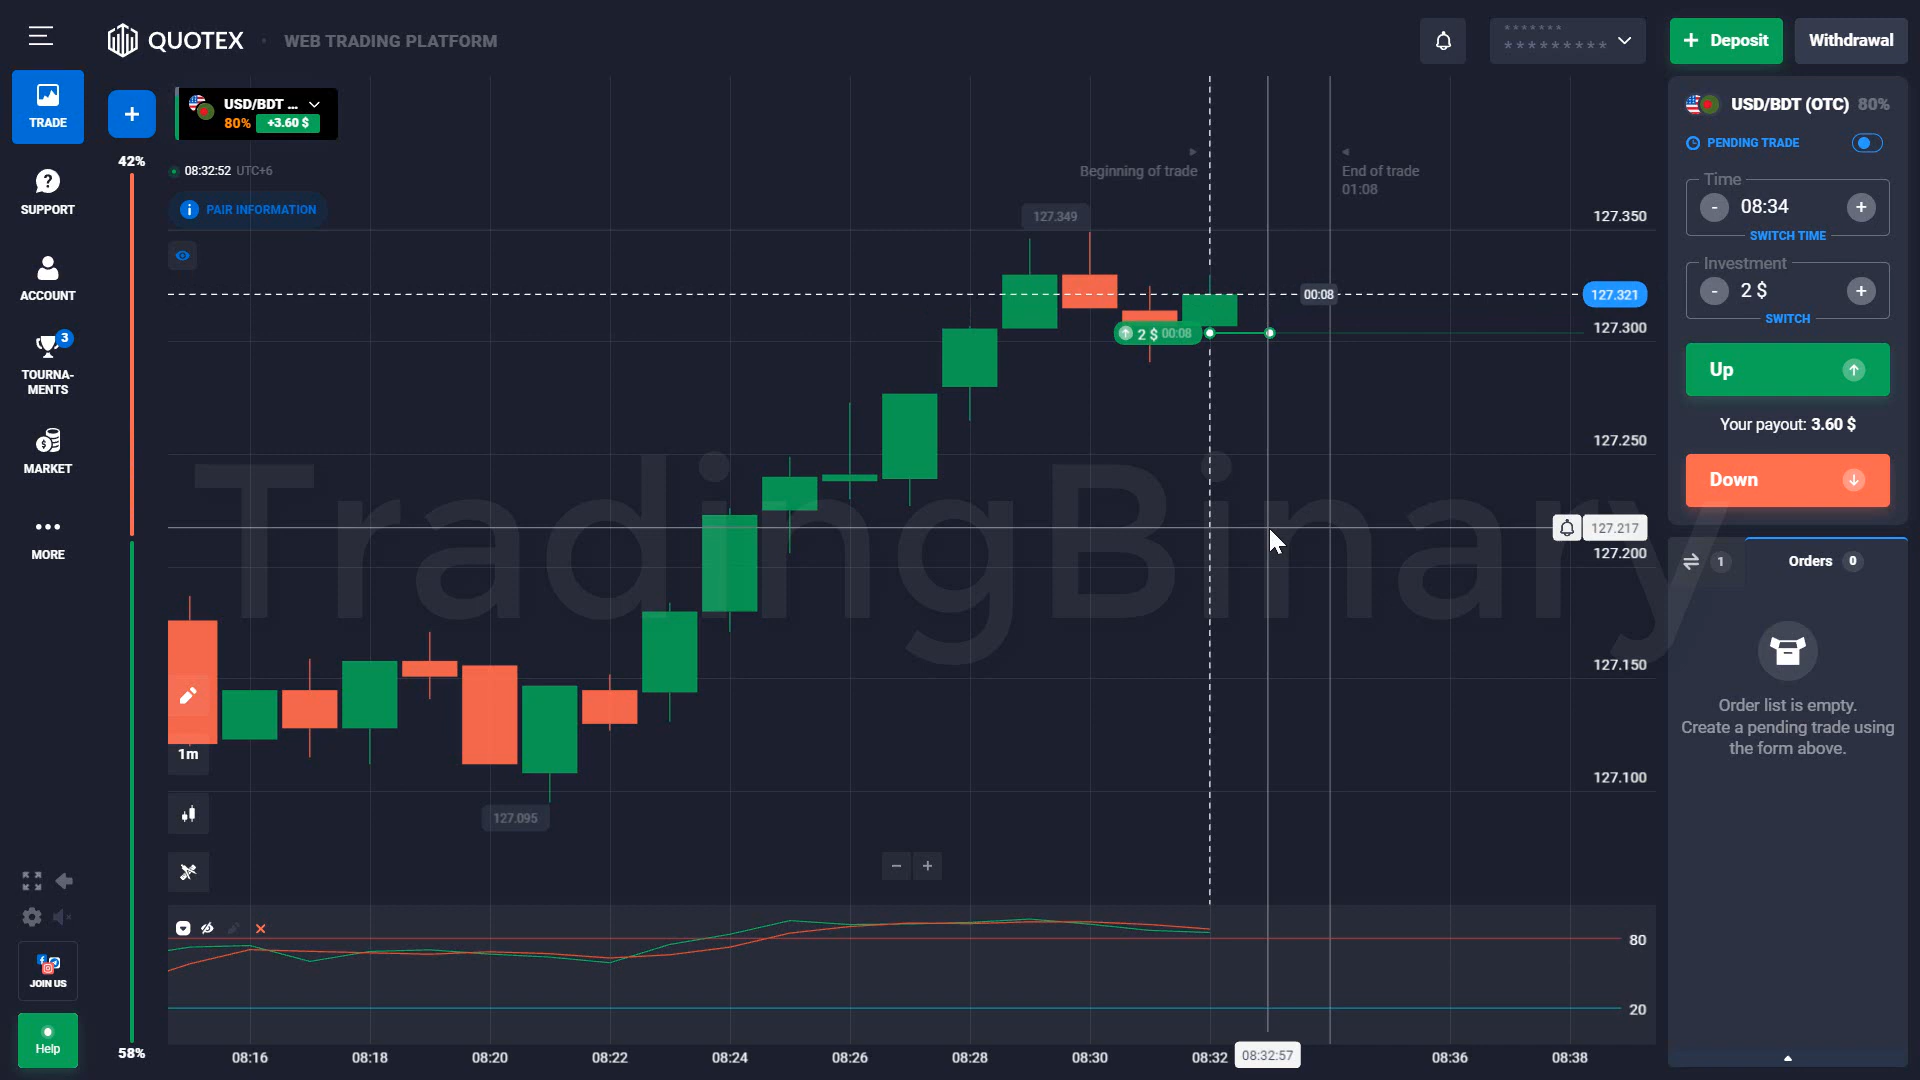 QUOTEX
WEB TRADING PLATFORM
*******
*********
Deposit
Withdrawal
TRADE
SUPPORT
ACCOUNT
3
TOURNA-
MENTS
MARKET
MORE
JOIN US
Help
42%
58%
USD/BDT ...
80% +3.60 $
08:32:52 UTC+6
PAIR INFORMATION
Beginning of trade
End of trade
01:08
127.349
127.095
00:08
2 $ 00:08
127.350
127.321
127.300
127.250
127.217
127.200
127.150
127.100
TradingBinary
1m
80
20
08:16
08:18
08:20
08:22
08:24
08:26
08:28
08:30
08:32
08:32:57
08:36
08:38
USD/BDT (OTC) 80%
PENDING TRADE
Time
- 08:34 +
SWITCH TIME
Investment
- 2 $ +
SWITCH
Up
Your payout: 3.60 $
Down
1
Orders 0
Order list is empty.
Create a pending trade using
the form above.